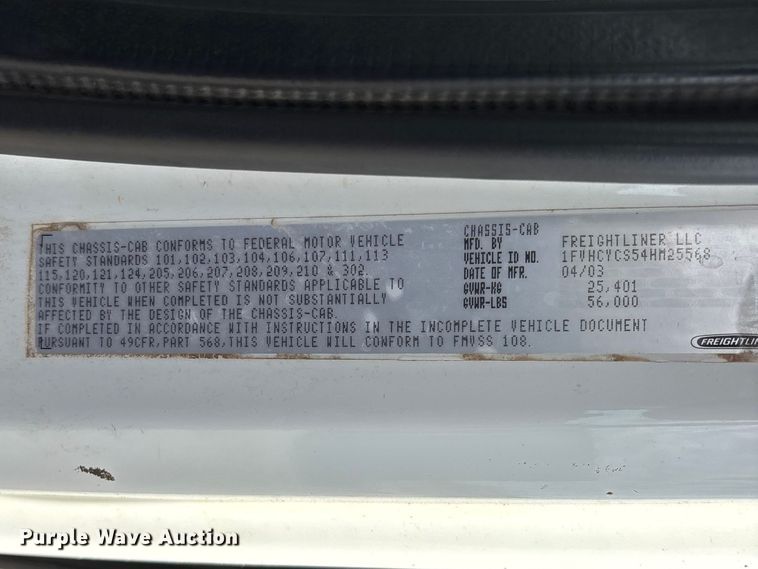 THIS CHASSIS-CAB CONFORMS TO FEDERAL MOTOR VEHICLE
SAFETY STANDARDS 101,102,103,104,106,107,111,113
115,120,121,124,205,206,207,208,209,210 & 302.
CONFORMITY TO OTHER SAFETY STANDARDS APPLICABLE TO
THIS VEHICLE WHEN COMPLETED IS NOT SUBSTANTIALLY
AFFECTED BY THE DESIGN OF THE CHASSIS-CAB.
IF COMPLETED IN ACCORDANCE WITH INSTRUCTIONS IN THE INCOMPLETE VEHICLE DOCUMENT
PURSUANT TO 49CFR,PART 568,THIS VEHICLE WILL CONFORM TO FMVSS 108.
CHASSIS-CAB
MFD. BY FREIGHTLINER LLC
VEHICLE ID NO. 1FVHCYCS54HM25568
DATE OF MFR. 04/03
GVWR-KG 25,401
GVWR-LBS 56,000
FREIGHTLIN
Purple Wave Auction